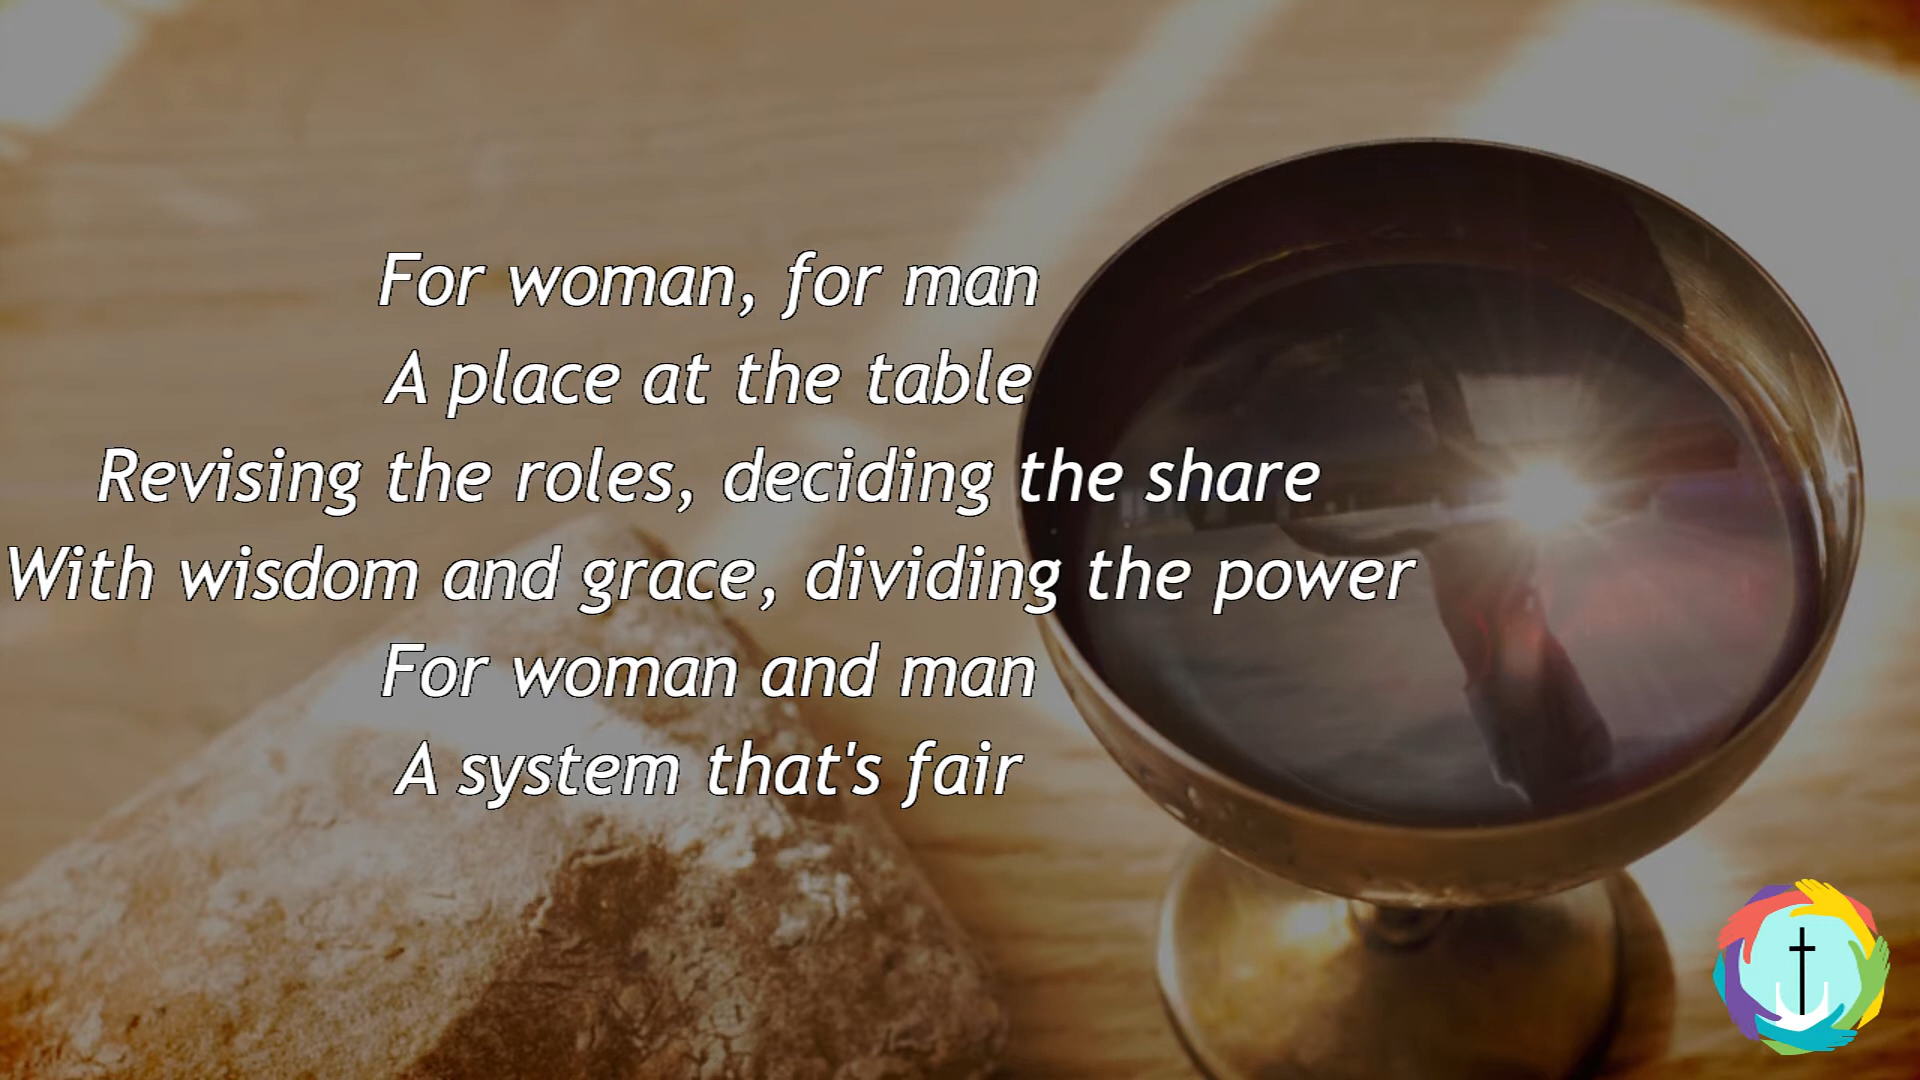 For woman, for man
A place at the table
Revising the roles, deciding the share
With wisdom and grace, dividing the power
For woman and man
A system that's fair